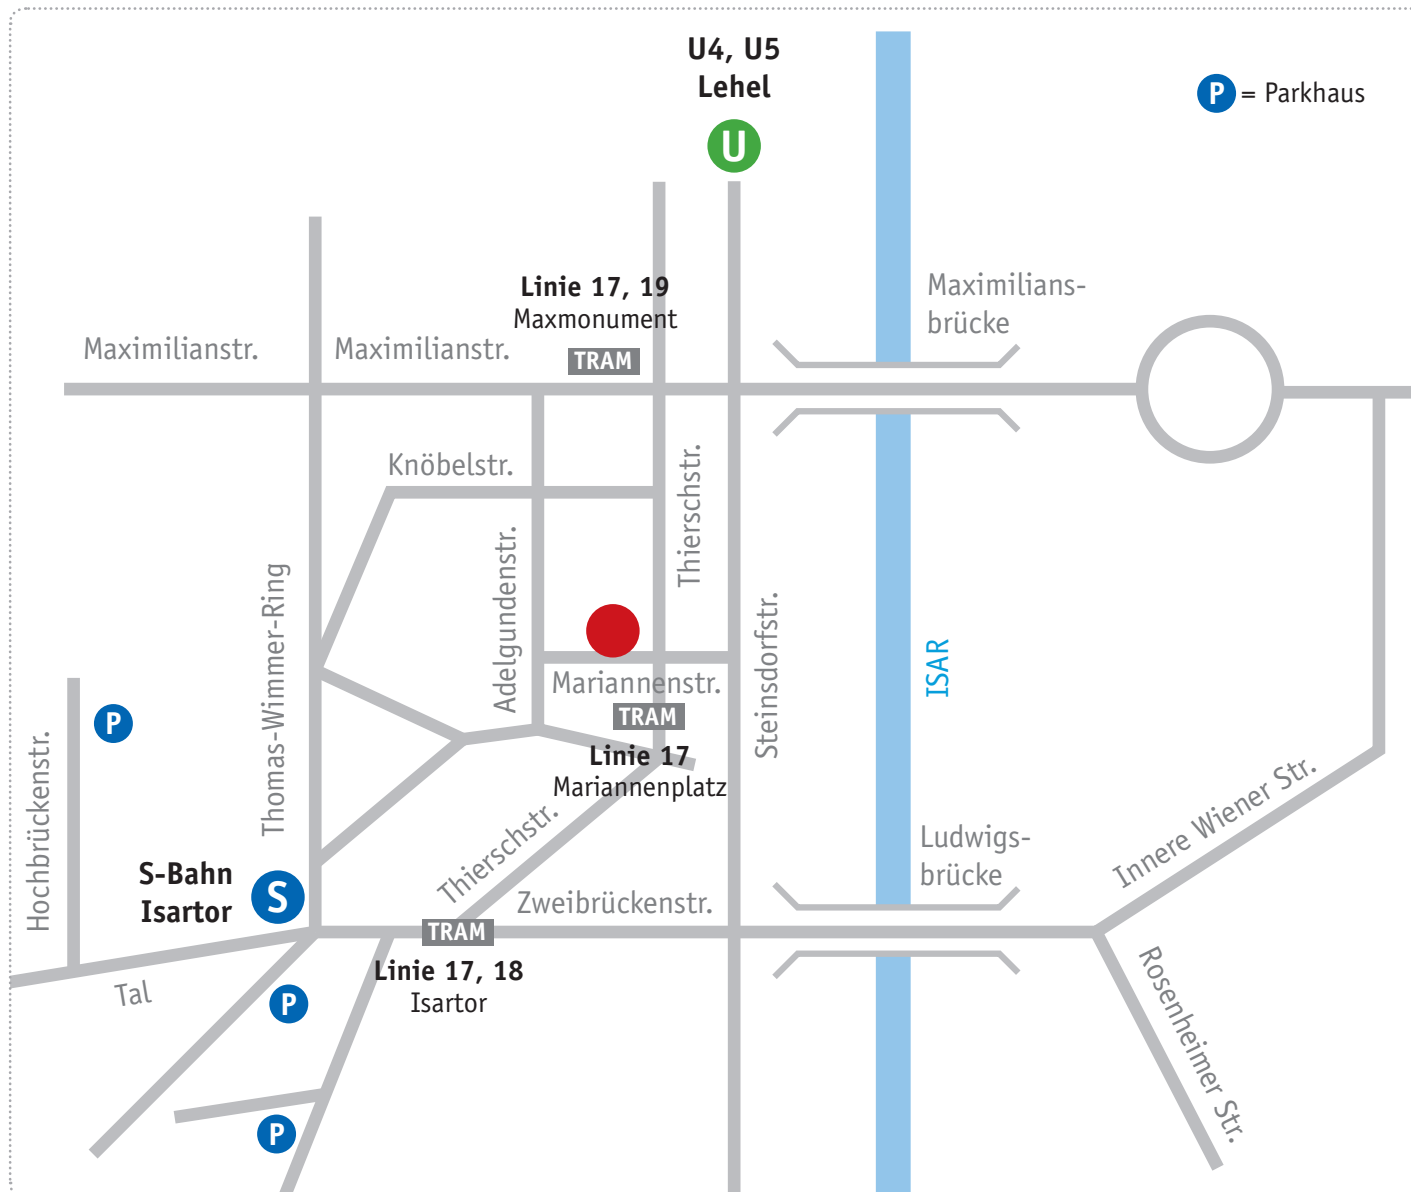 U4, U5
Lehel
U
P = Parkhaus
Linie 17, 19
Maxmonument
TRAM
Maximilians-
brücke
Maximilianstr.
Maximilianstr.
Knöbelstr.
Thierschstr.
Adelgundenstr.
Thomas-Wimmer-Ring
Steinsdorfstr.
ISAR
Mariannenstr.
TRAM
Linie 17
Mariannenplatz
P
Hochbrückenstr.
Innere Wiener Str.
Thierschstr.
Ludwigs-
brücke
S-Bahn
Isartor
S
Zweibrückenstr.
TRAM
Linie 17, 18
Isartor
Tal
P
Rosenheimer Str.
P